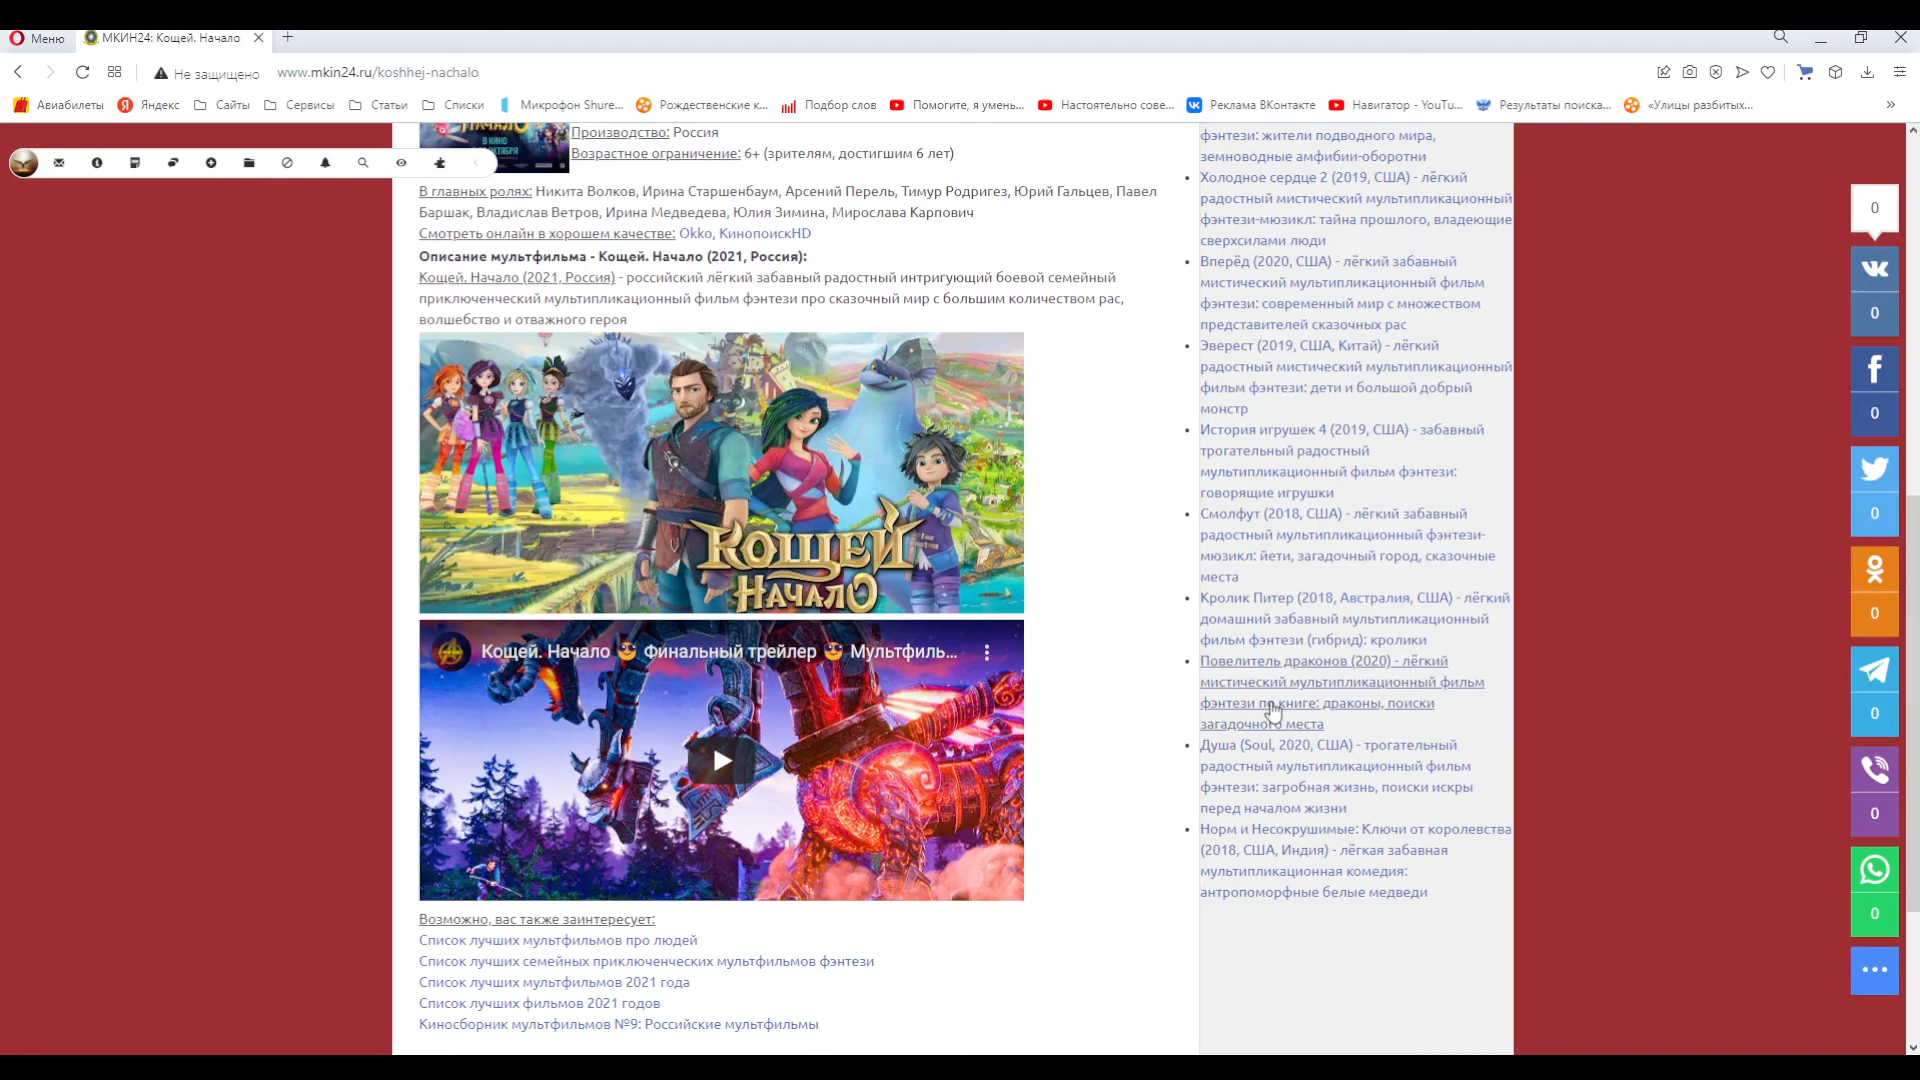 Меню
МКИН24: Кощей. Начало
Не защищено
www.mkin24.ru/koshhej-nachalo
Авиабилеты
Яндекс
Сайты
Сервисы
Статьи
Списки
Микрофон Shure...
Рождественские к...
Подбор слов
Помогите, я умень...
Настоятельно сове...
Реклама ВКонтакте
Навигатор - YouTu...
Результаты поиска...
«Улицы разбитых...
»
НАЧАЛО
В КИНО
Производство: Россия
Возрастное ограничение: 6+ (зрителям, достигшим 6 лет)
В главных ролях: Никита Волков, Ирина Старшенбаум, Арсений Перель, Тимур Родригез, Юрий Гальцев, Павел
Баршак, Владислав Ветров, Ирина Медведева, Юлия Зимина, Мирослава Карпович
Смотреть онлайн в хорошем качестве: Okko, КинопоискHD
Описание мультфильма - Кощей. Начало (2021, Россия):
Кощей. Начало (2021, Россия) - российский лёгкий забавный радостный интригующий боевой семейный
приключенческий мультипликационный фильм фэнтези про сказочный мир с большим количеством рас,
волшебство и отважного героя
КОЩЕЙ
НАЧАЛО
Кощей. Начало 😎 Финальный трейлер 😎 Мультфиль...
Возможно, вас также заинтересует:
Список лучших мультфильмов про людей
Список лучших семейных приключенческих мультфильмов фэнтези
Список лучших мультфильмов 2021 года
Список лучших фильмов 2021 годов
Киносборник мультфильмов №9: Российские мультфильмы
фэнтези: жители подводного мира,
земноводные амфибии-оборотни
Холодное сердце 2 (2019, США) - лёгкий
радостный мистический мультипликационный
фэнтези-мюзикл: тайна прошлого, владеющие
сверхсилами люди
Вперёд (2020, США) - лёгкий забавный
мистический мультипликационный фильм
фэнтези: современный мир с множеством
представителей сказочных рас
Эверест (2019, США, Китай) - лёгкий
радостный мистический мультипликационный
фильм фэнтези: дети и большой добрый
монстр
История игрушек 4 (2019, США) - забавный
трогательный радостный
мультипликационный фильм фэнтези:
говорящие игрушки
Смолфут (2018, США) - лёгкий забавный
радостный мультипликационный фэнтези-
мюзикл: йети, загадочный город, сказочные
места
Кролик Питер (2018, Австралия, США) - лёгкий
домашний забавный мультипликационный
фильм фэнтези (гибрид): кролики
Повелитель драконов (2020) - лёгкий
мистический мультипликационный фильм
фэнтези по книге: драконы, поиски
загадочного места
Душа (Soul, 2020, США) - трогательный
радостный мультипликационный фильм
фэнтези: загробная жизнь, поиски искры
перед началом жизни
Норм и Несокрушимые: Ключи от королевства
(2018, США, Индия) - лёгкая забавная
мультипликационная комедия:
антропоморфные белые медведи
0
0
0
0
0
0
0
0